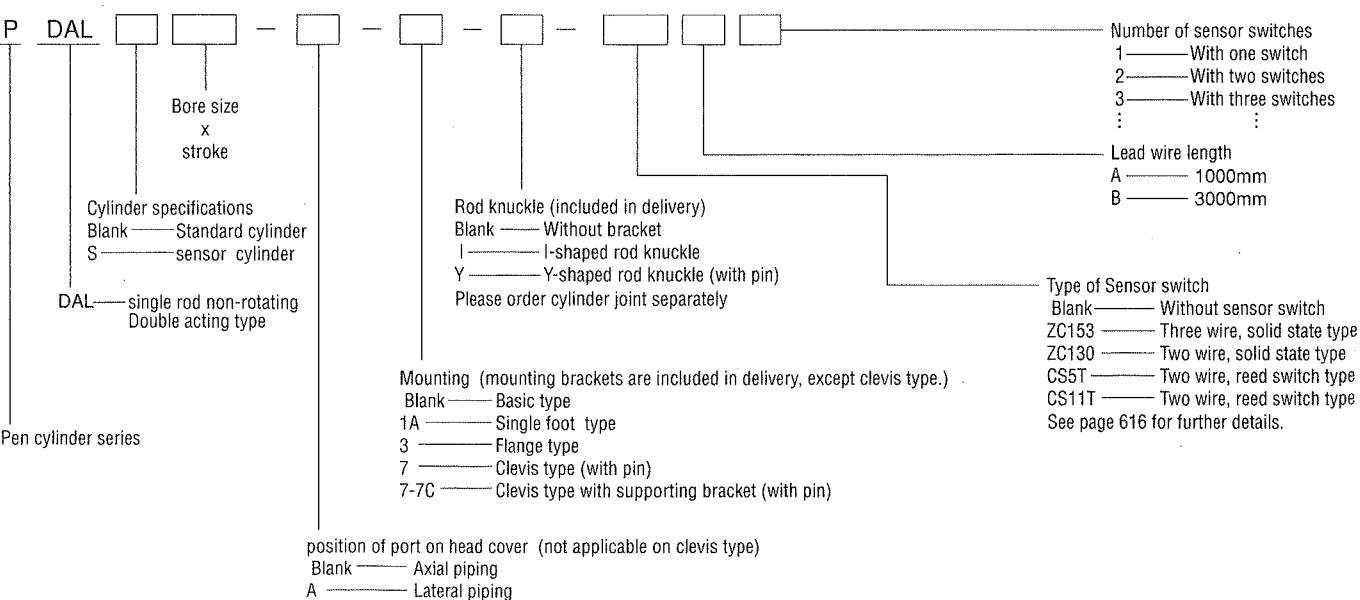 P DAL — - - -
Number of sensor switches
1 With one switch
2 With two switches
3 With three switches
⋮ ⋮
Lead wire length
A 1000mm
B 3000mm
Bore size
x
stroke
Cylinder specifications
Blank Standard cylinder
S sensor cylinder
DAL single rod non-rotating
Double acting type
Rod knuckle (included in delivery)
Blank Without bracket
I I-shaped rod knuckle
Y Y-shaped rod knuckle (with pin)
Please order cylinder joint separately
Type of Sensor switch
Blank Without sensor switch
ZC153 Three wire, solid state type
ZC130 Two wire, solid state type
CS5T Two wire, reed switch type
CS11T Two wire, reed switch type
See page 616 for further details.
Mounting (mounting brackets are included in delivery, except clevis type.)
Blank Basic type
1A Single foot type
3 Flange type
7 Clevis type (with pin)
7-7C Clevis type with supporting bracket (with pin)
Pen cylinder series
position of port on head cover (not applicable on clevis type)
Blank Axial piping
A Lateral piping